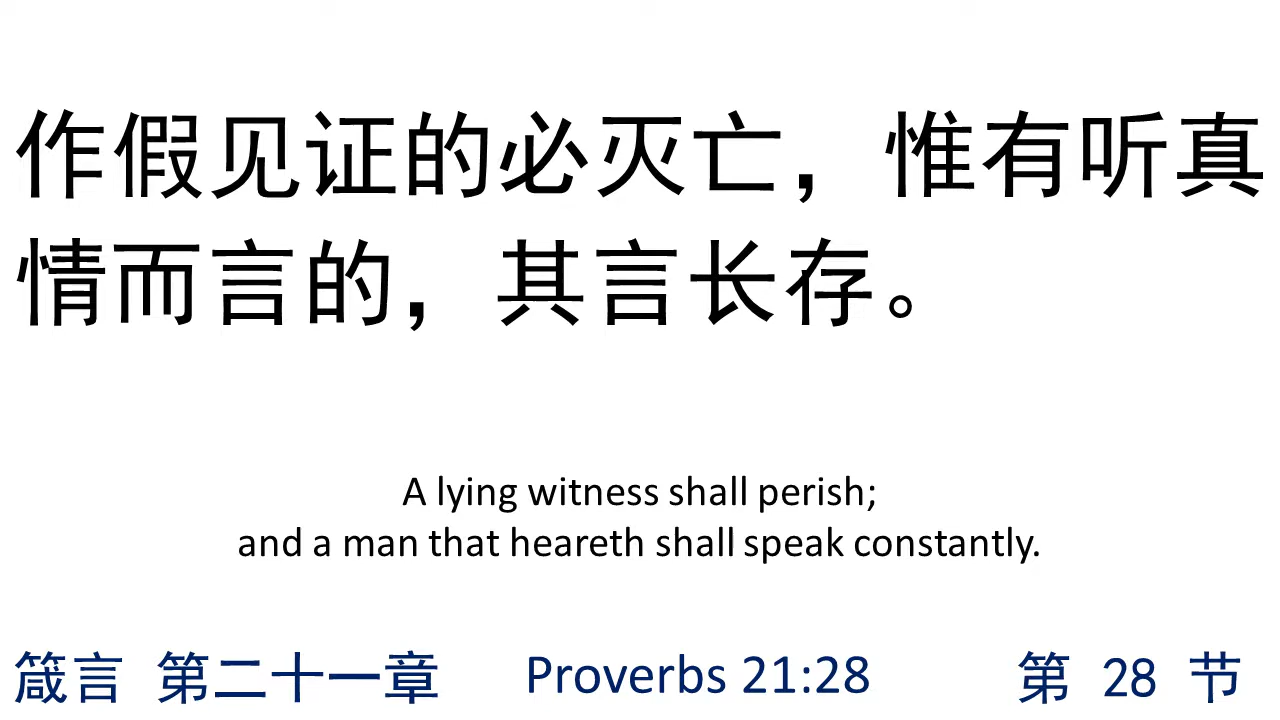 作假见证的必灭亡，惟有听真
情而言的，其言长存。
A lying witness shall perish;
and a man that heareth shall speak constantly.
箴言 第二十一章 Proverbs 21:28 第 28 节